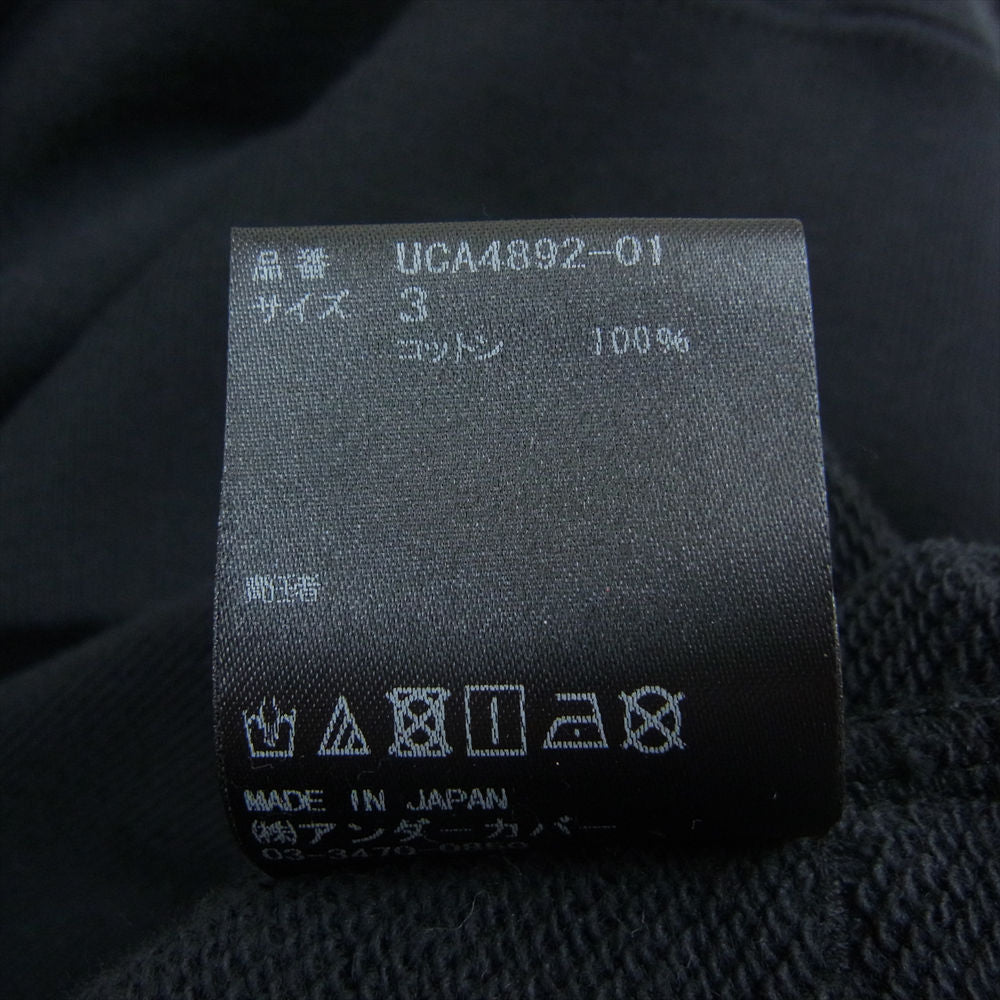 品番 UCA4892-01
サイズ 3
コットン 100%
MADE IN JAPAN
(株)アンダーカバー